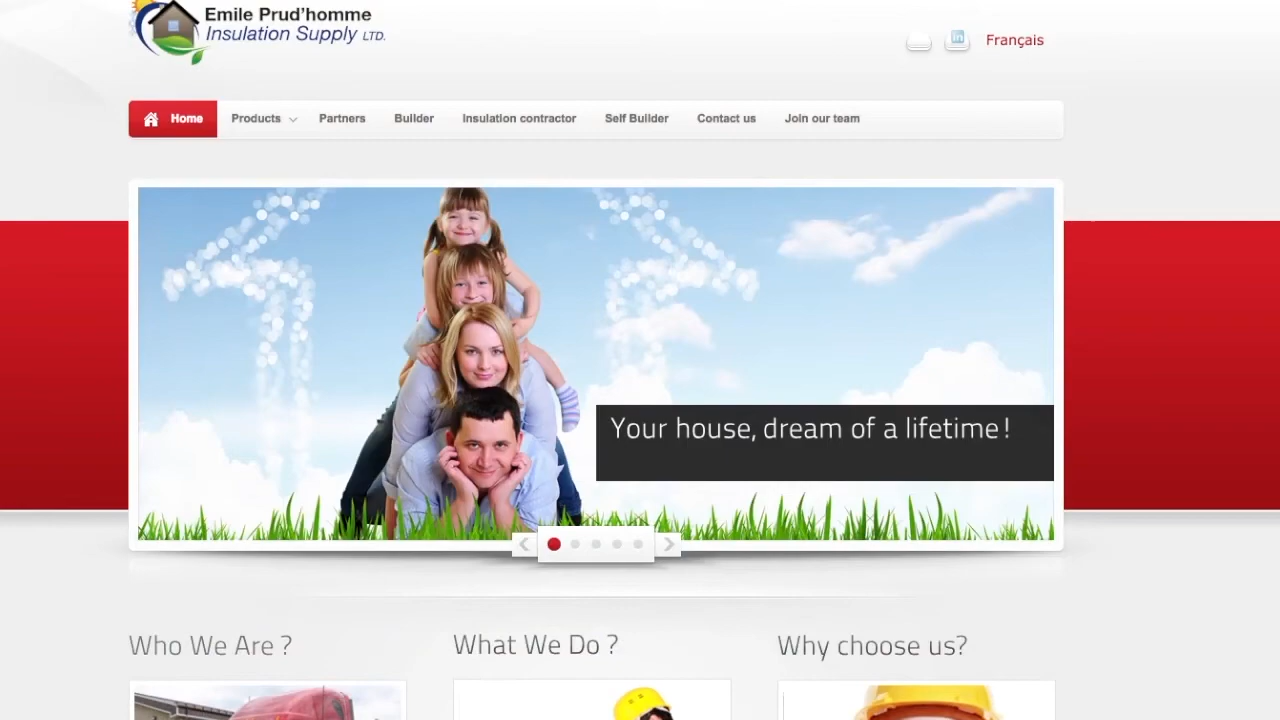 Emile Prud'homme
Insulation Supply LTD.
in
Français
Home Products Partners Builder Insulation contractor Self Builder Contact us Join our team
Your house, dream of a lifetime!
Who We Are ? What We Do ? Why choose us?